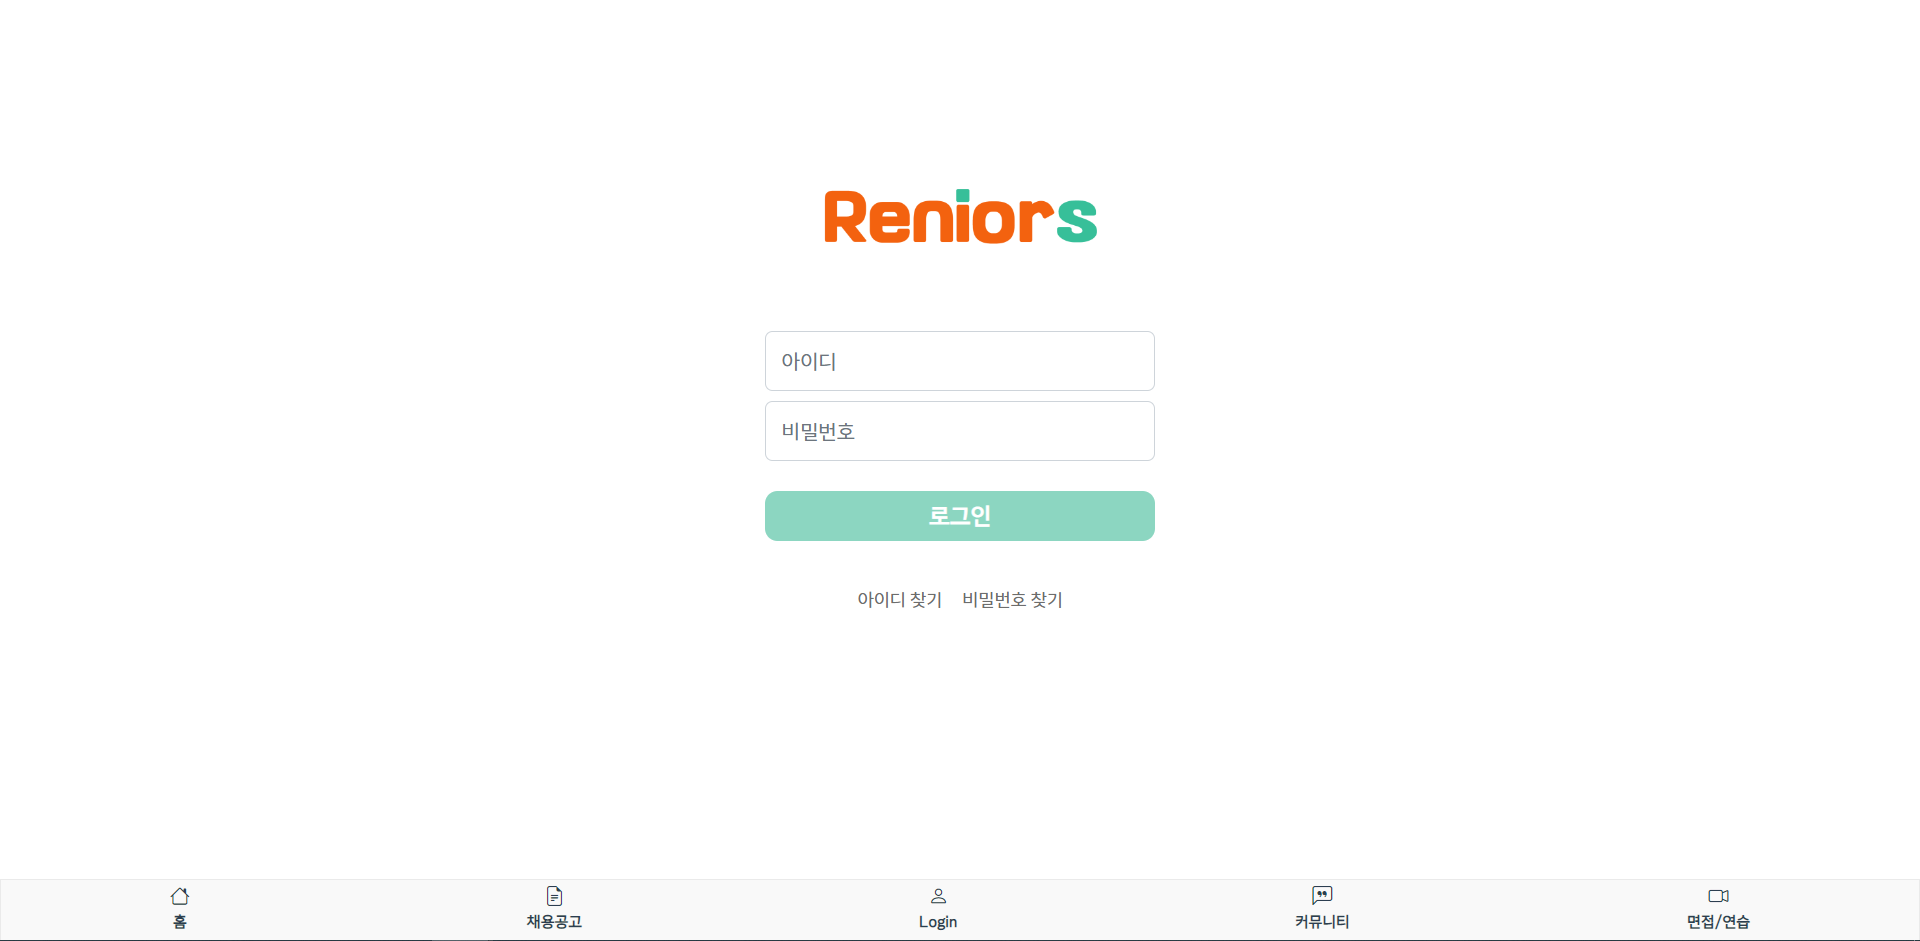 Reniors
아이디
비밀번호
로그인
아이디 찾기 비밀번호 찾기
홈 채용공고 Login 커뮤니티 면접/연습